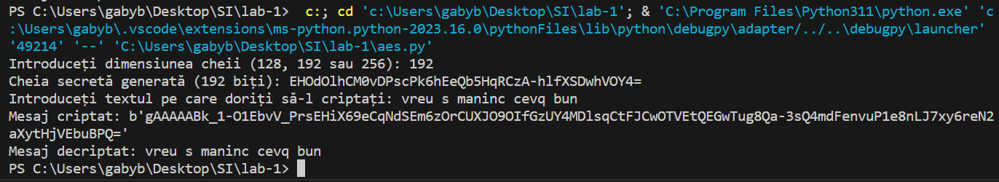 PS C:\Users\gabyb\Desktop\SI\lab-1>  c:; cd 'c:\Users\gabyb\Desktop\SI\lab-1'; & 'C:\Program Files\Python311\python.exe' 'c
:\Users\gabyb\.vscode\extensions\ms-python.python-2023.16.0\pythonFiles\lib\python\debugpy\adapter/../..\debugpy\launcher'
'49214' '--' 'C:\Users\gabyb\Desktop\SI\lab-1\aes.py'
Introduceți dimensiunea cheii (128, 192 sau 256): 192
Cheia secretă generată (192 biți): EHOdOlhCM0vDPscPk6hEeQb5HqRCzA-hlfXSDwhVOY4=
Introduceți textul pe care doriți să-l criptați: vreu s maninc cevq bun
Mesaj criptat: b'gAAAAABk_1-O1EbvV_PrsEHiX69eCqNdSEm6zOrCUXJO9OIfGzUY4MDlsqCtFJCwOTVEtQEGwTug8Qa-3sQ4mdFenvuP1e8nLJ7xy6reN2
aXytHjVEbuBPQ='
Mesaj decriptat: vreu s maninc cevq bun
PS C:\Users\gabyb\Desktop\SI\lab-1>